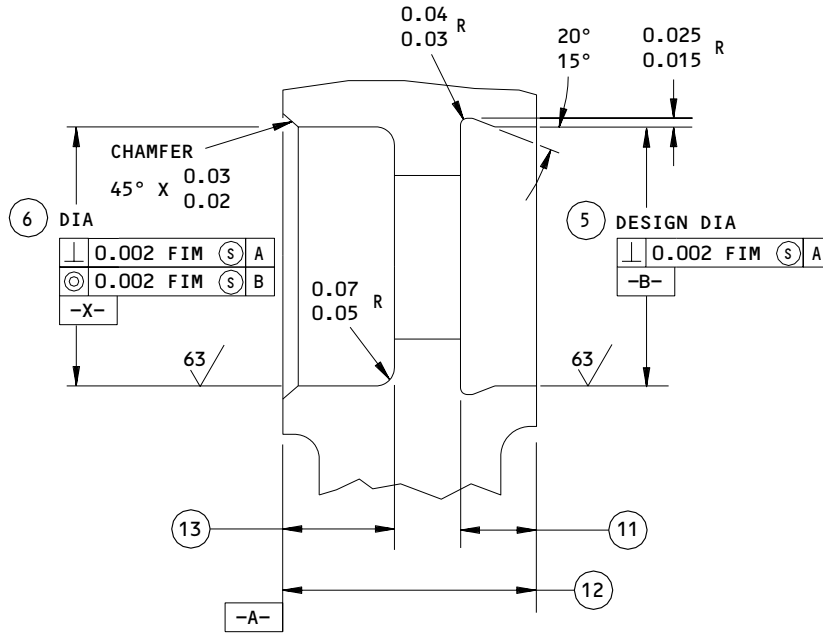 0.04
0.03 R
20°
15°
0.025
0.015 R
CHAMFER
45° X 0.03
0.02
6 DIA
⊥ 0.002 FIM Ⓢ A
◎ 0.002 FIM Ⓢ B
-X-
5 DESIGN DIA
⊥ 0.002 FIM Ⓢ A
-B-
0.07
0.05 R
63
63
13
11
12
-A-